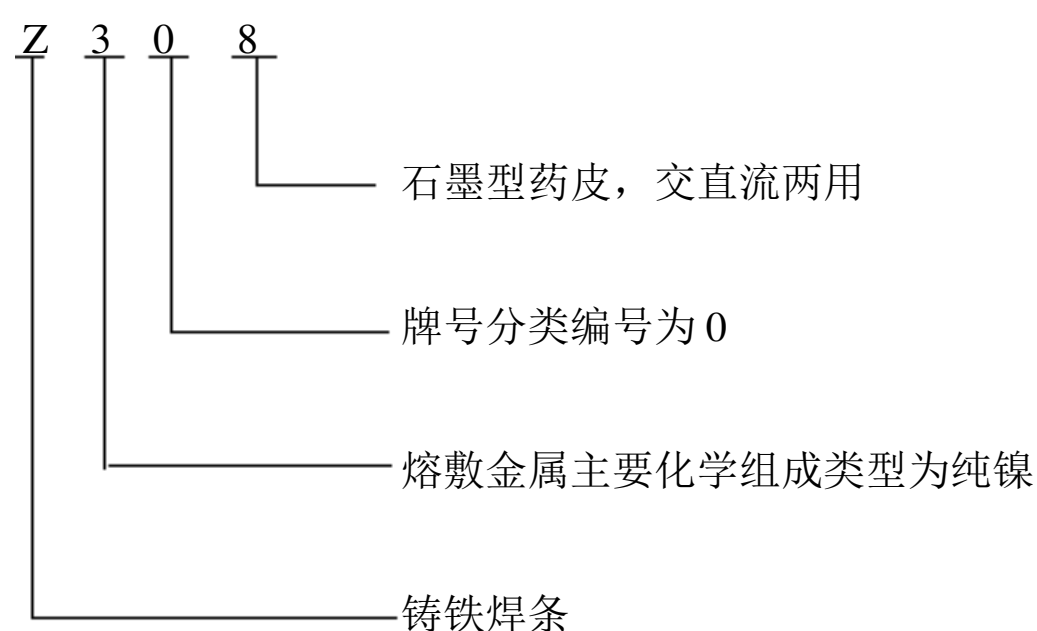 Z 3 0 8
石墨型药皮，交直流两用
牌号分类编号为 0
熔敷金属主要化学组成类型为纯镍
铸铁焊条